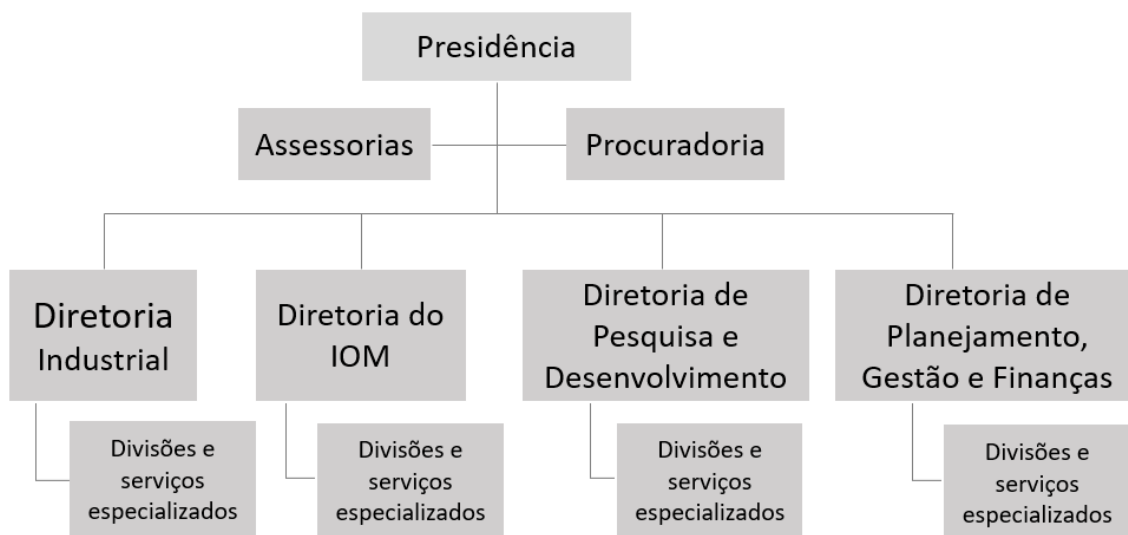 Presidência
Assessorias
Procuradoria
Diretoria
Industrial
Diretoria do
IOM
Diretoria de
Pesquisa e
Desenvolvimento
Diretoria de
Planejamento,
Gestão e Finanças
Divisões e
serviços
especializados
Divisões e
serviços
especializados
Divisões e
serviços
especializados
Divisões e
serviços
especializados